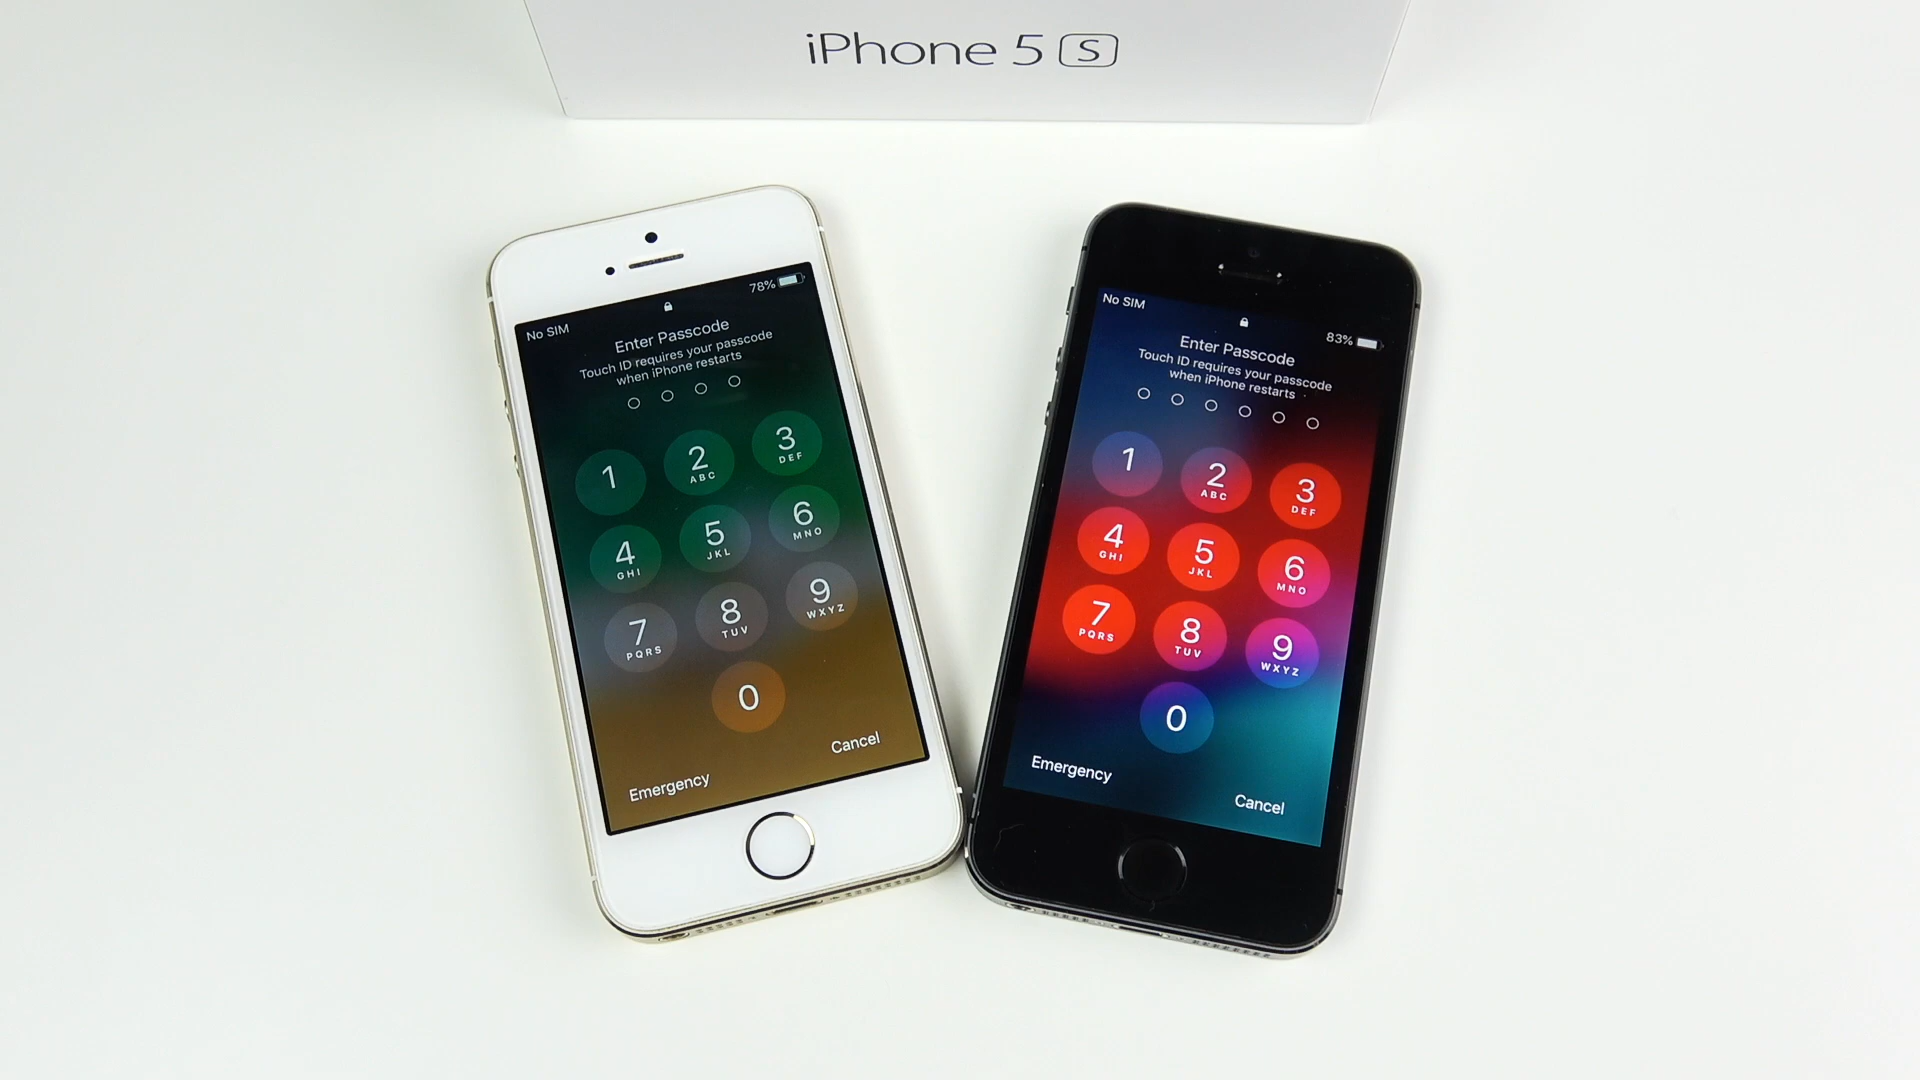 iPhone 5 S
No SIM
78%
Enter Passcode
Touch ID requires your passcode
when iPhone restarts
1
2
ABC
3
DEF
4
GHI
5
JKL
6
MNO
7
PQRS
8
TUV
9
WXYZ
0
Emergency
Cancel
No SIM
83%
Enter Passcode
Touch ID requires your passcode
when iPhone restarts
1
2
ABC
3
DEF
4
GHI
5
JKL
6
MNO
7
PQRS
8
TUV
9
WXYZ
0
Emergency
Cancel